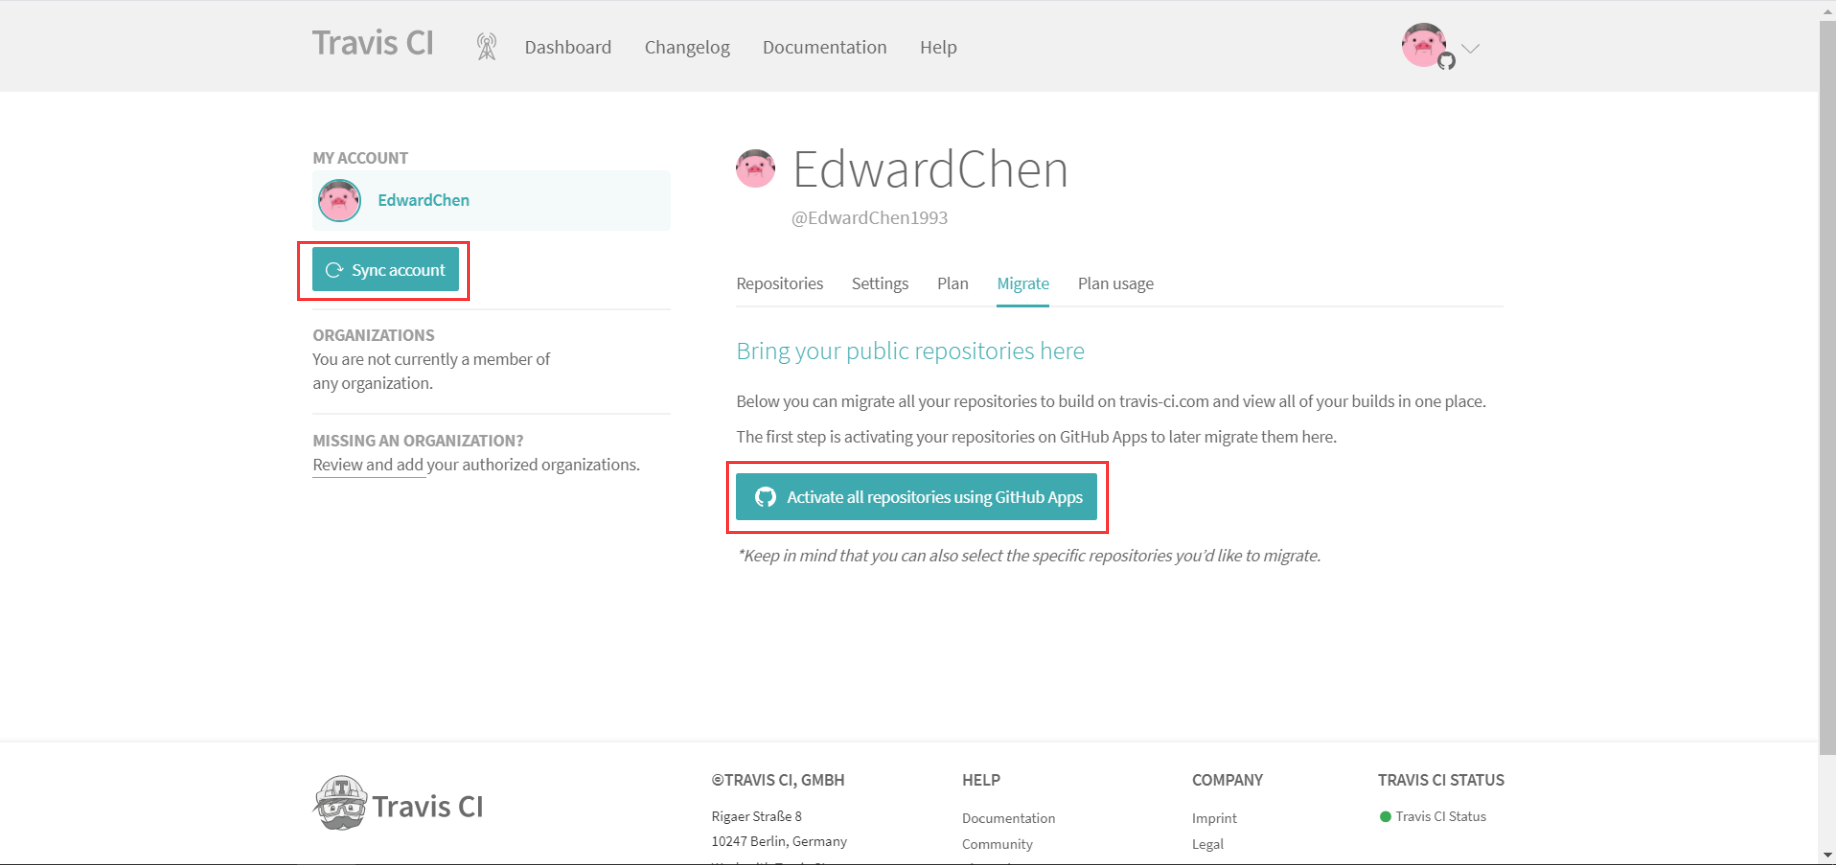 Travis CI
Dashboard
Changelog
Documentation
Help
MY ACCOUNT
EdwardChen
Sync account
ORGANIZATIONS
You are not currently a member of
any organization.
MISSING AN ORGANIZATION?
Review and add your authorized organizations.
EdwardChen
@EdwardChen1993
Repositories
Settings
Plan
Migrate
Plan usage
Bring your public repositories here
Below you can migrate all your repositories to build on travis-ci.com and view all of your builds in one place.
The first step is activating your repositories on GitHub Apps to later migrate them here.
Activate all repositories using GitHub Apps
*Keep in mind that you can also select the specific repositories you’d like to migrate.
Travis CI
©TRAVIS CI, GMBH
Rigaer Straße 8
10247 Berlin, Germany
HELP
Documentation
Community
COMPANY
Imprint
Legal
TRAVIS CI STATUS
Travis CI Status